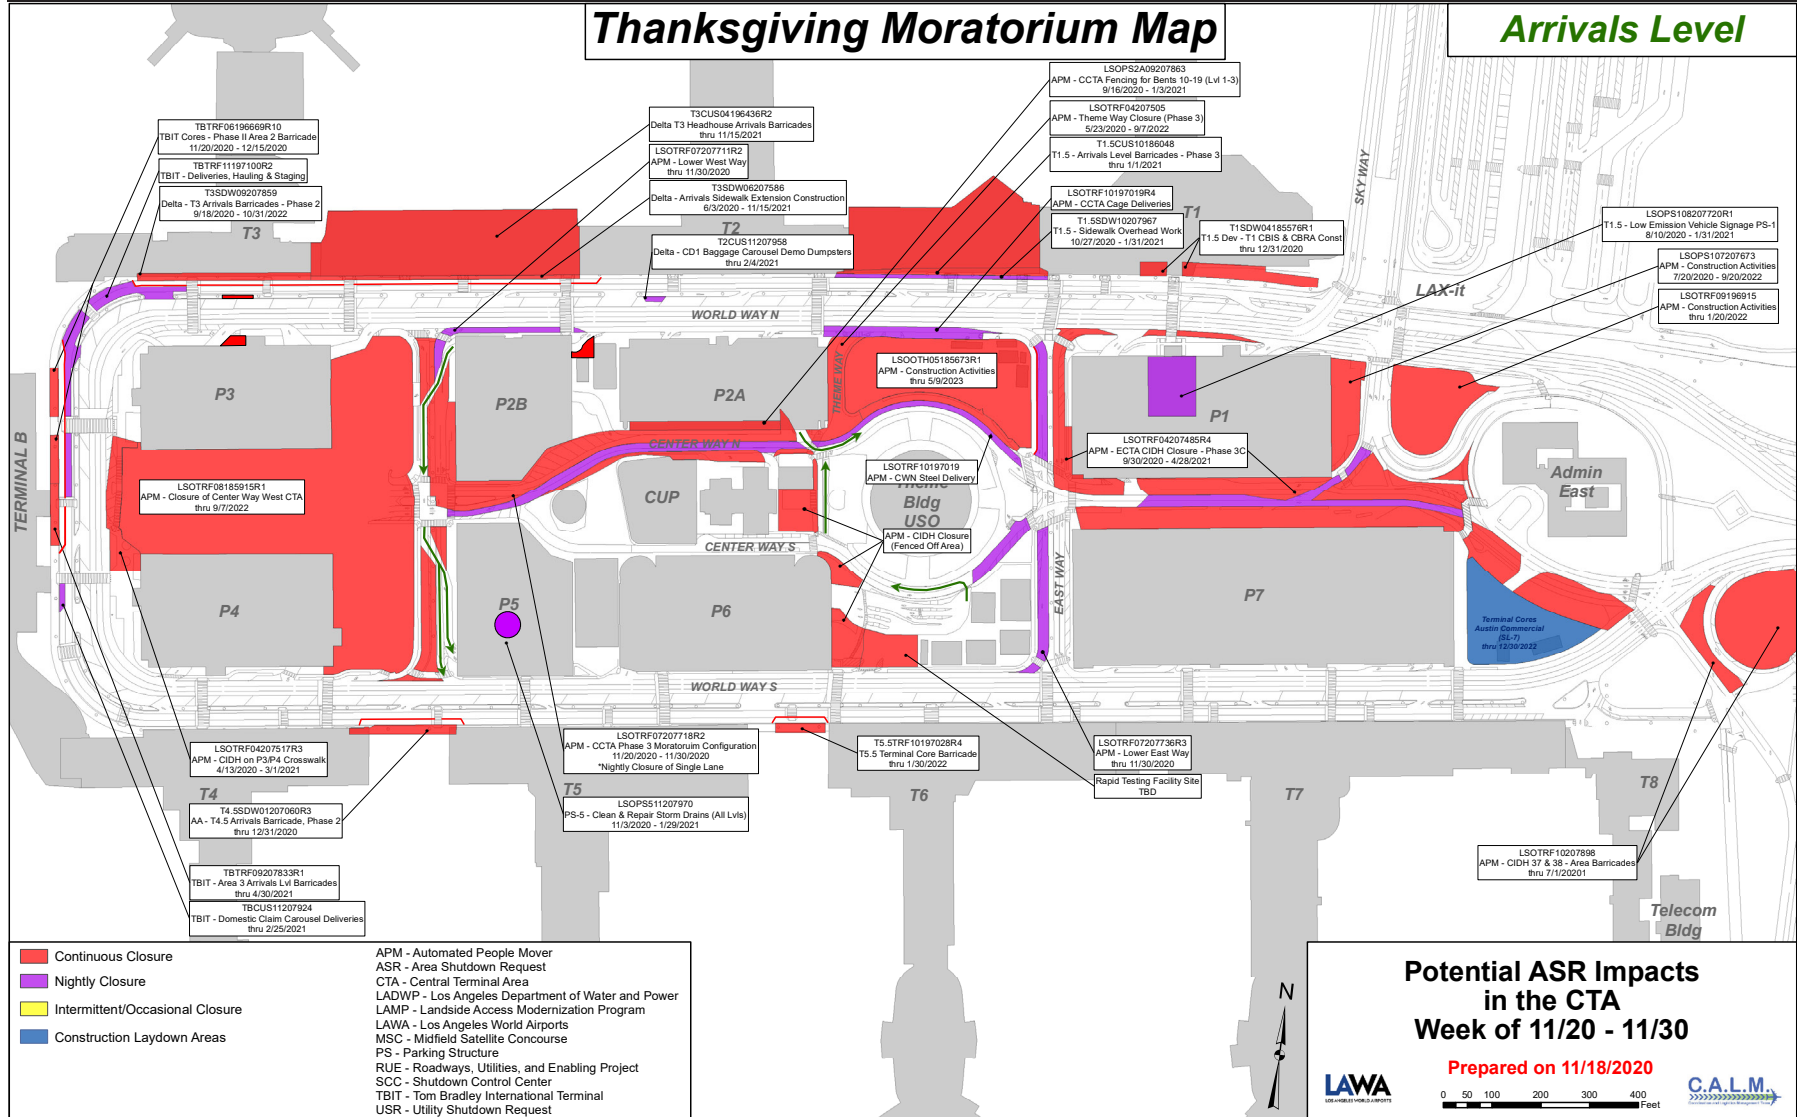 Thanksgiving Moratorium Map
Arrivals Level
LSOPS2A09207863
APM - CCTA Fencing for Bents 10-19 (Lvl 1-3)
9/16/2020 - 1/3/2021
LSOTRF04207505
APM - Theme Way Closure (Phase 3)
5/23/2020 - 9/7/2022
T1.5CUS10186048
T1.5 - Arrivals Level Barricades - Phase 3
thru 1/1/2021
LSOTRF10197019R4
APM - CCTA Cage Deliveries
T1.5SDW10207967
T1.5 - Sidewalk Overhead Work
10/27/2020 - 1/31/2021
T1SDW04185576R1
T1.5 Dev - T1 CBIS & CBRA Const
thru 12/31/2020
T3CUS04196436R2
Delta T3 Headhouse Arrivals Barricades
thru 11/15/2021
LSOTRF07207711R2
APM - Lower West Way
thru 11/30/2020
T3SDW06207586
Delta - Arrivals Sidewalk Extension Construction
6/3/2020 - 11/15/2021
T2CUS11207958
Delta - CD1 Baggage Carousel Demo Dumpsters
thru 2/4/2021
TBTRF06196669R10
TBIT Cores - Phase II Area 2 Barricade
11/20/2020 - 12/15/2020
TBTRF11197100R2
TBIT - Deliveries, Hauling & Staging
T3SDW09207859
Delta - T3 Arrivals Barricades - Phase 2
9/18/2020 - 10/31/2022
LSOPS108207720R1
T1.5 - Low Emission Vehicle Signage PS-1
8/10/2020 - 1/31/2021
LSOPS107207673
APM - Construction Activities
7/20/2020 - 9/20/2022
LSOTRF09196915
APM - Construction Activities
thru 1/20/2022
T3
T2
T1
SKY WAY
LAX-it
WORLD WAY N
LSOOTH05185673R1
APM - Construction Activities
thru 5/9/2023
THEME WAY
P3
P2B
P2A
P1
CENTER WAY N
LSOTRF04207485R4
APM - ECTA CIDH Closure - Phase 3C
9/30/2020 - 4/28/2021
LSOTRF10197019
APM - CWN Steel Delivery
TERMINAL B
LSOTRF08185915R1
APM - Closure of Center Way West CTA
thru 9/7/2022
CUP
Theme
Bldg
USO
Admin
East
APM - CIDH Closure
(Fenced Off Area)
CENTER WAY S
EAST WAY
P4
P5
P6
P7
Terminal Cores
Austin Commercial
(SL-7)
thru 12/30/2022
WORLD WAY S
LSOTRF04207517R3
APM - CIDH on P3/P4 Crosswalk
4/13/2020 - 3/1/2021
LSOTRF07207718R2
APM - CCTA Phase 3 Moratoruim Configuration
11/20/2020 - 11/30/2020
*Nightly Closure of Single Lane
T5.5TRF10197028R4
T5.5 Terminal Core Barricade
thru 1/30/2022
LSOTRF07207736R3
APM - Lower East Way
thru 11/30/2020
Rapid Testing Facility Site
TBD
T4
T5
T6
T7
T8
T4.5SDW01207060R3
AA - T4.5 Arrivals Barricade, Phase 2
thru 12/31/2020
LSOPS511207970
PS-5 - Clean & Repair Storm Drains (All Lvls)
11/3/2020 - 1/29/2021
LSOTRF10207898
APM - CIDH 37 & 38 - Area Barricades
thru 7/1/20201
TBTRF09207833R1
TBIT - Area 3 Arrivals Lvl Barricades
thru 4/30/2021
TBCUS11207924
TBIT - Domestic Claim Carousel Deliveries
thru 2/25/2021
Telecom
Bldg
Continuous Closure
Nightly Closure
Intermittent/Occasional Closure
Construction Laydown Areas
APM - Automated People Mover
ASR - Area Shutdown Request
CTA - Central Terminal Area
LADWP - Los Angeles Department of Water and Power
LAMP - Landside Access Modernization Program
LAWA - Los Angeles World Airports
MSC - Midfield Satellite Concourse
PS - Parking Structure
RUE - Roadways, Utilities, and Enabling Project
SCC - Shutdown Control Center
TBIT - Tom Bradley International Terminal
USR - Utility Shutdown Request
N
Potential ASR Impacts
in the CTA
Week of 11/20 - 11/30
Prepared on 11/18/2020
LAWA
LOS ANGELES WORLD AIRPORTS
0 50 100 200 300 400
Feet
C.A.L.M.